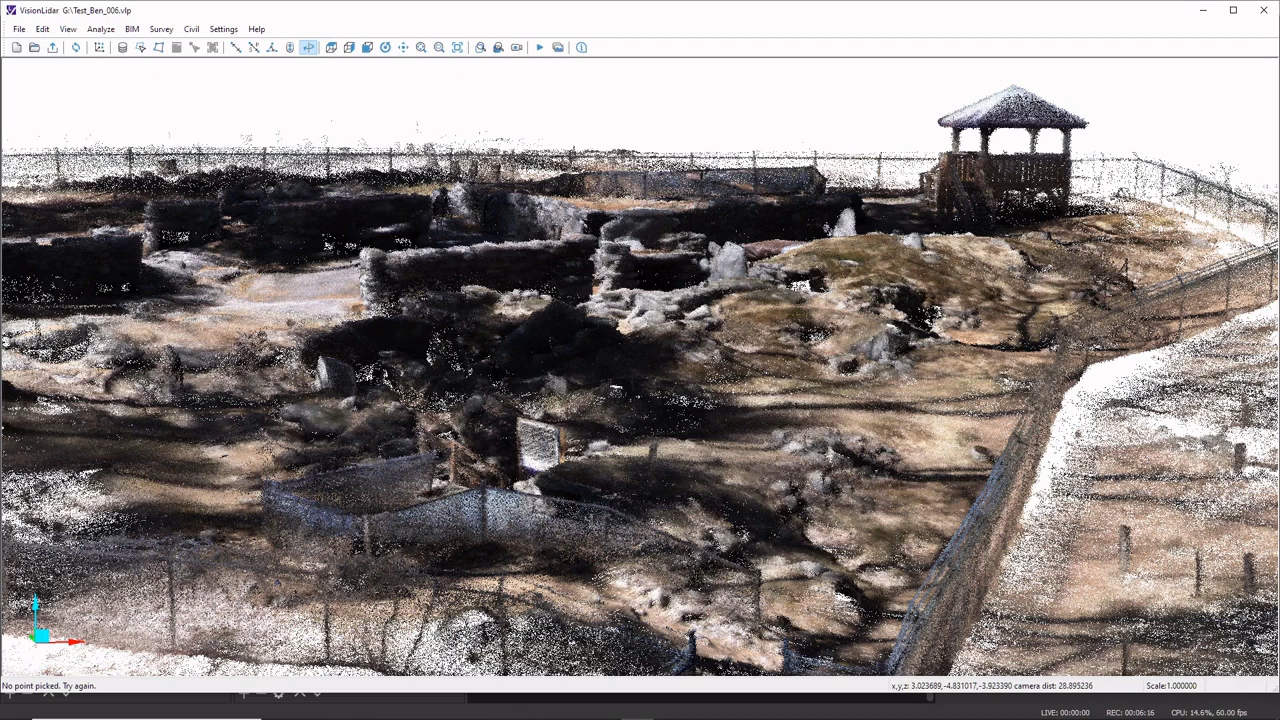 VisionLidar G:\Test_Ben_006.vlp
File Edit View Analyze BIM Survey Civil Settings Help
No point picked. Try again. x,y,z: 3.023689,-4.831017,-3.923390 camera dist: 28.895236 Scale:1.000000
LIVE: 00:00:00 REC: 00:06:16 CPU: 14.6%, 60.00 fps